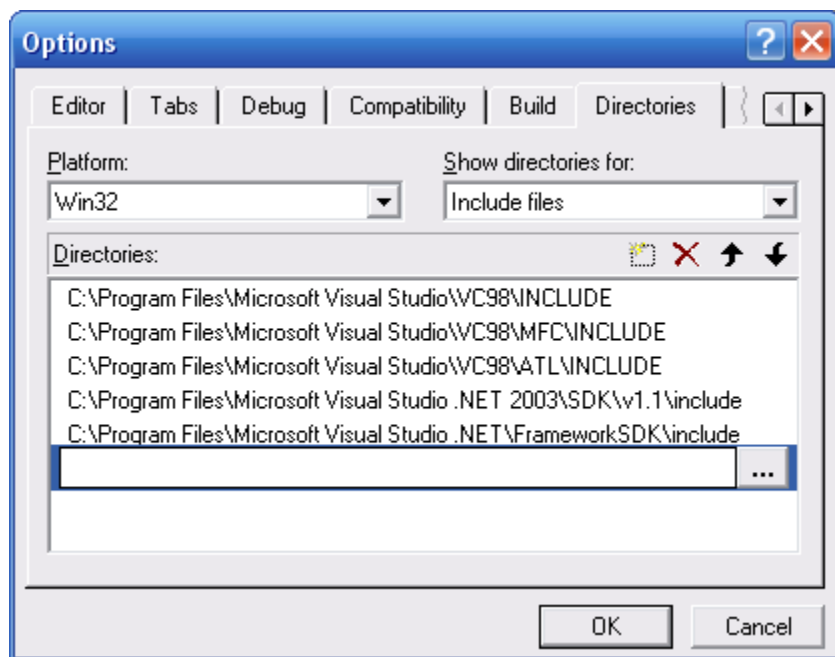 Options
Editor Tabs Debug Compatibility Build Directories
Platform: Show directories for:
Win32 Include files
Directories:
C:\Program Files\Microsoft Visual Studio\VC98\INCLUDE
C:\Program Files\Microsoft Visual Studio\VC98\MFC\INCLUDE
C:\Program Files\Microsoft Visual Studio\VC98\ATL\INCLUDE
C:\Program Files\Microsoft Visual Studio .NET 2003\SDK\v1.1\include
C:\Program Files\Microsoft Visual Studio .NET\FrameworkSDK\include
...
OK Cancel